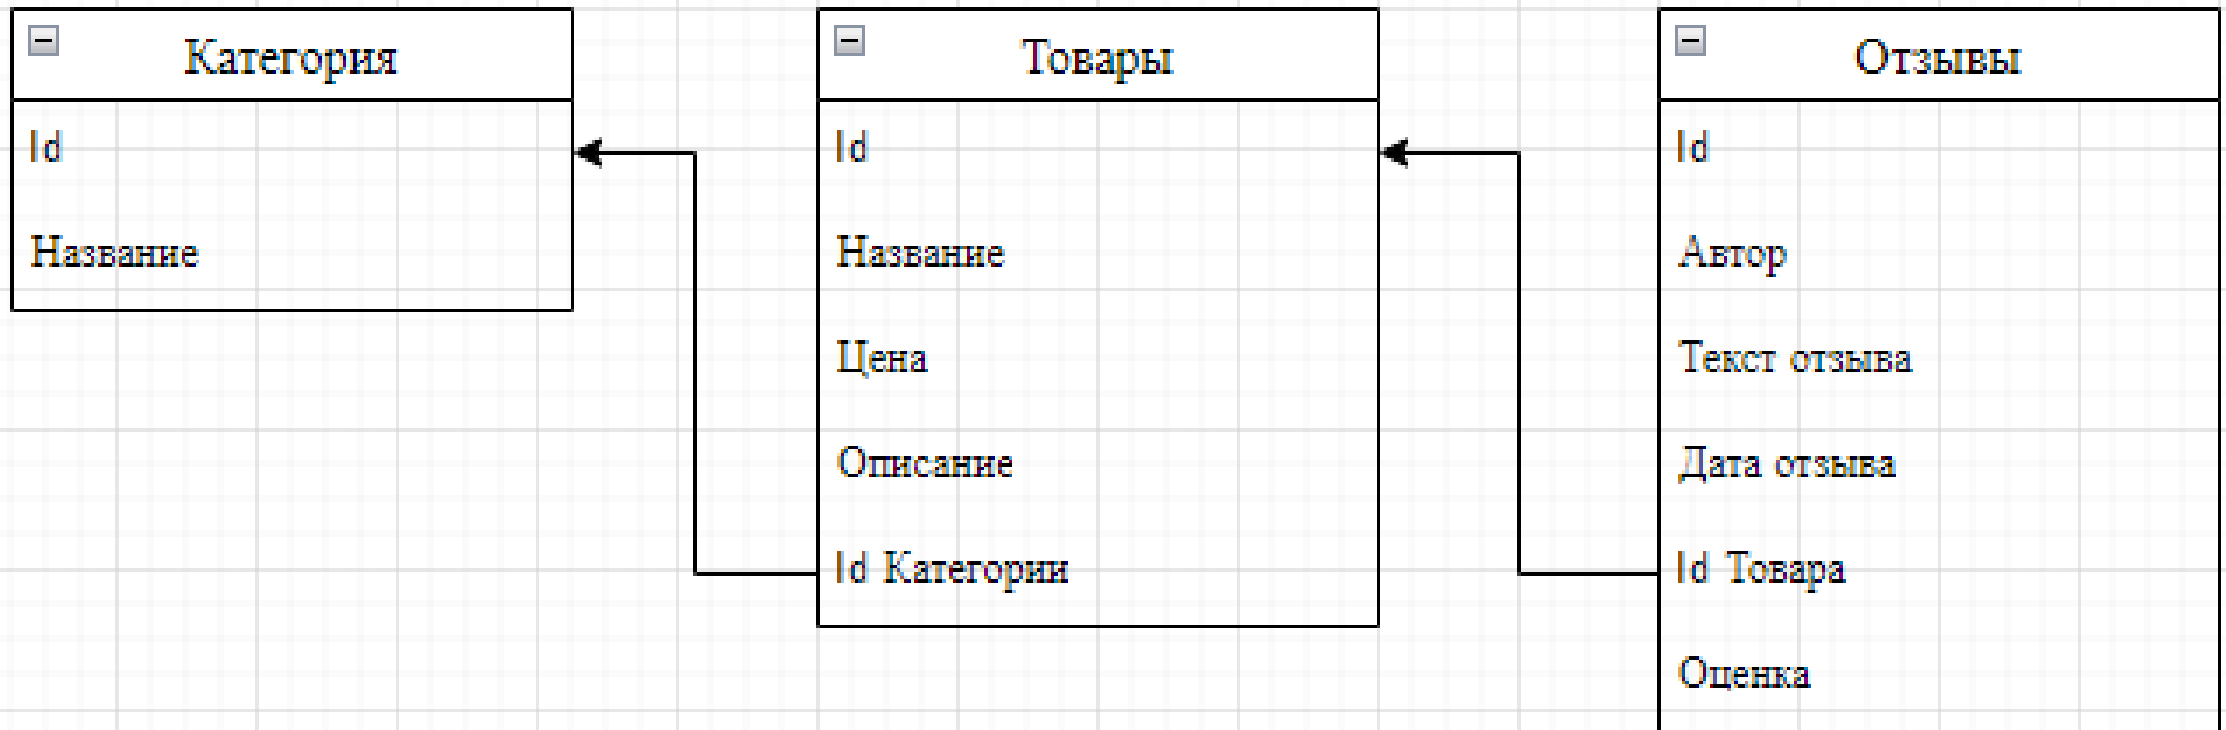 Категория
Id
Название
Товары
Id
Название
Цена
Описание
Id Категории
Отзывы
Id
Автор
Текст отзыва
Дата отзыва
Id Товара
Оценка